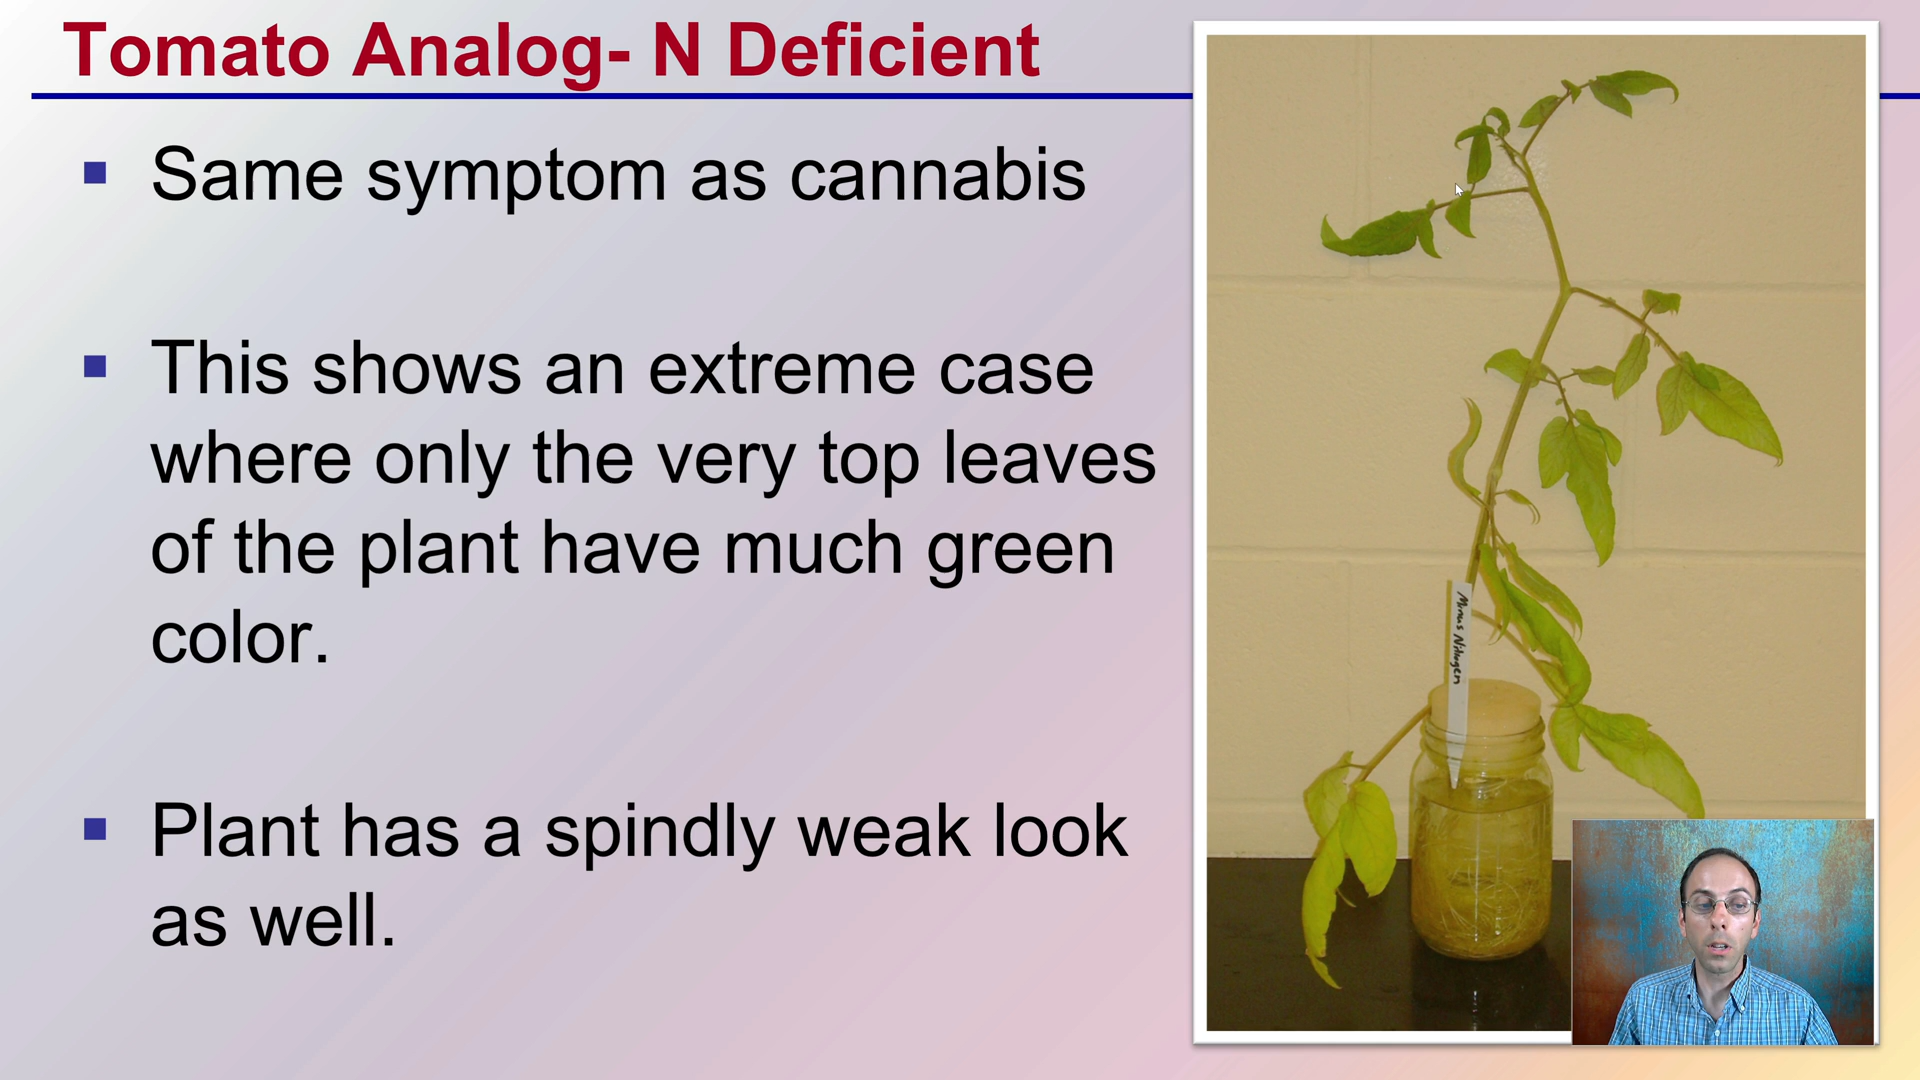 Tomato Analog- N Deficient
Same symptom as cannabis
This shows an extreme case
where only the very top leaves
of the plant have much green
color.
Plant has a spindly weak look
as well.
Minus Nitrogen